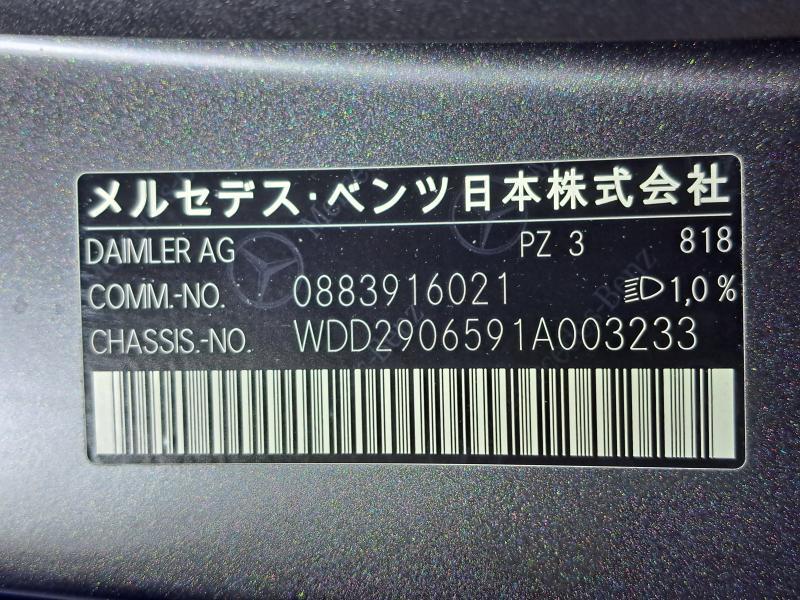 メルセデス・ベンツ日本株式会社
DAIMLER AG PZ 3 818
COMM.-NO. 0883916021 1,0 %
CHASSIS.-NO. WDD2906591A003233